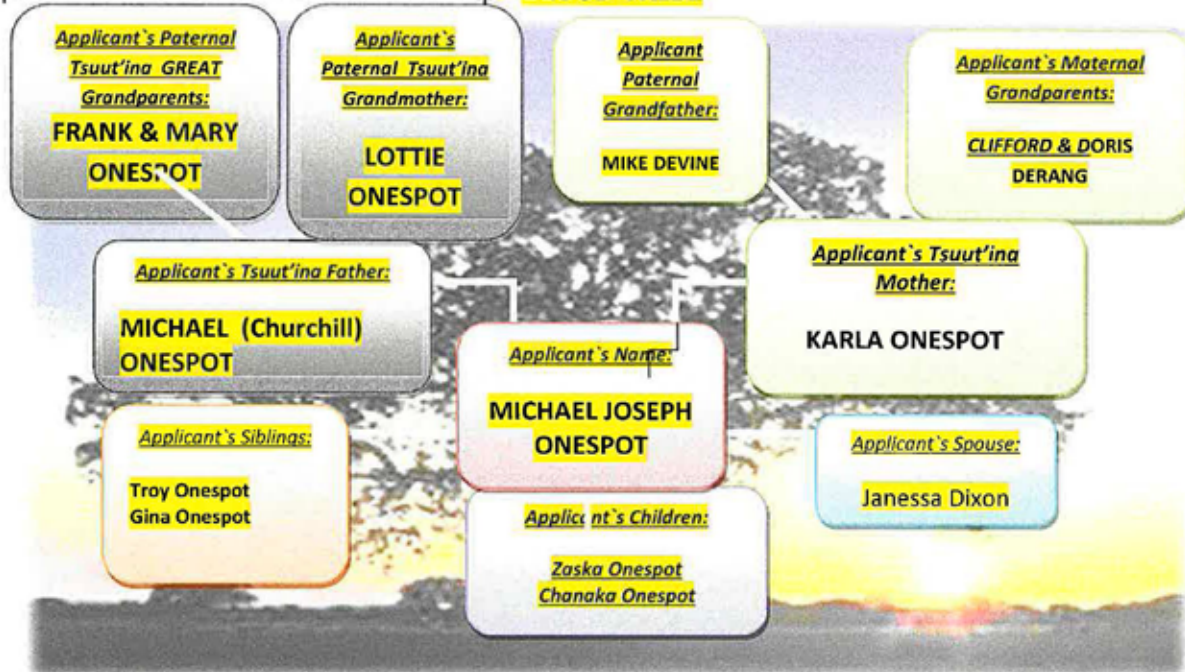 Applicant`s Paternal
Tsuut’ina GREAT
Grandparents:
FRANK & MARY
ONESPOT
Applicant`s
Paternal Tsuut’ina
Grandmother:
LOTTIE
ONESPOT
Applicant
Paternal
Grandfather:
MIKE DEVINE
Applicant`s Maternal
Grandparents:
CLIFFORD & DORIS
DERANG
Applicant`s Tsuut’ina Father:
MICHAEL (Churchill)
ONESPOT
Applicant`s Tsuut’ina
Mother:
KARLA ONESPOT
Applicant`s Name:
MICHAEL JOSEPH
ONESPOT
Applicant`s Siblings:
Troy Onespot
Gina Onespot
Applicant`s Spouse:
Janessa Dixon
Applicant`s Children:
Zaska Onespot
Chanaka Onespot